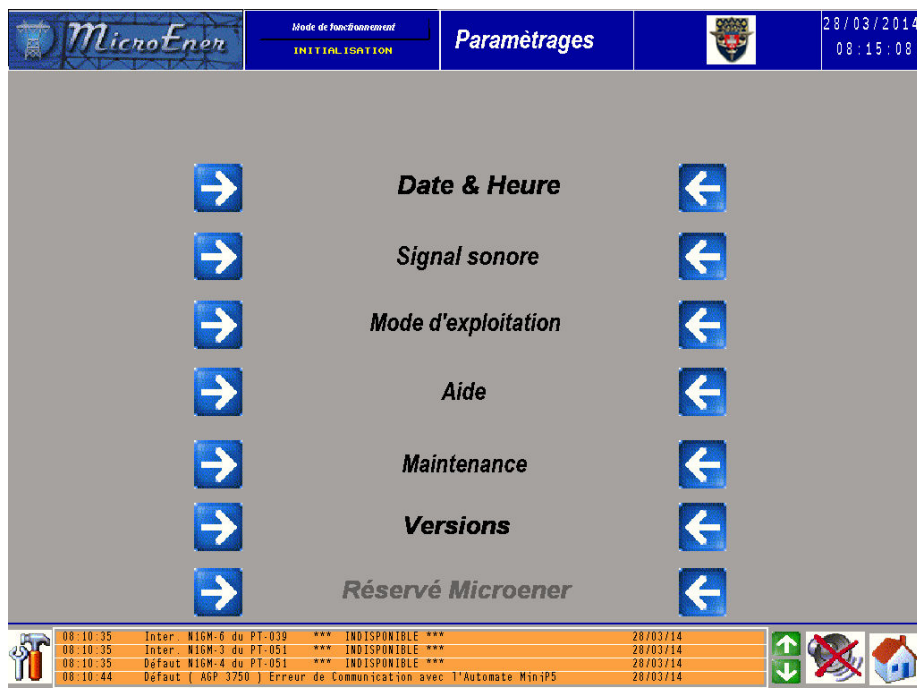 MicroEner
Mode de fonctionnement
INITIALISATION
Paramètrages
28/03/2014
08:15:08
Date & Heure
Signal sonore
Mode d'exploitation
Aide
Maintenance
Versions
Réservé Microener
08:10:35 Inter. N1GM-6 du PT-039 *** INDISPONIBLE *** 28/03/14
08:10:35 Inter. N1GM-3 du PT-051 *** INDISPONIBLE *** 28/03/14
08:10:35 Défaut N1GM-4 du PT-051 *** INDISPONIBLE *** 28/03/14
08:10:44 Défaut ( AGP 3750 ) Erreur de Communication avec l'Automate MiniP5 28/03/14